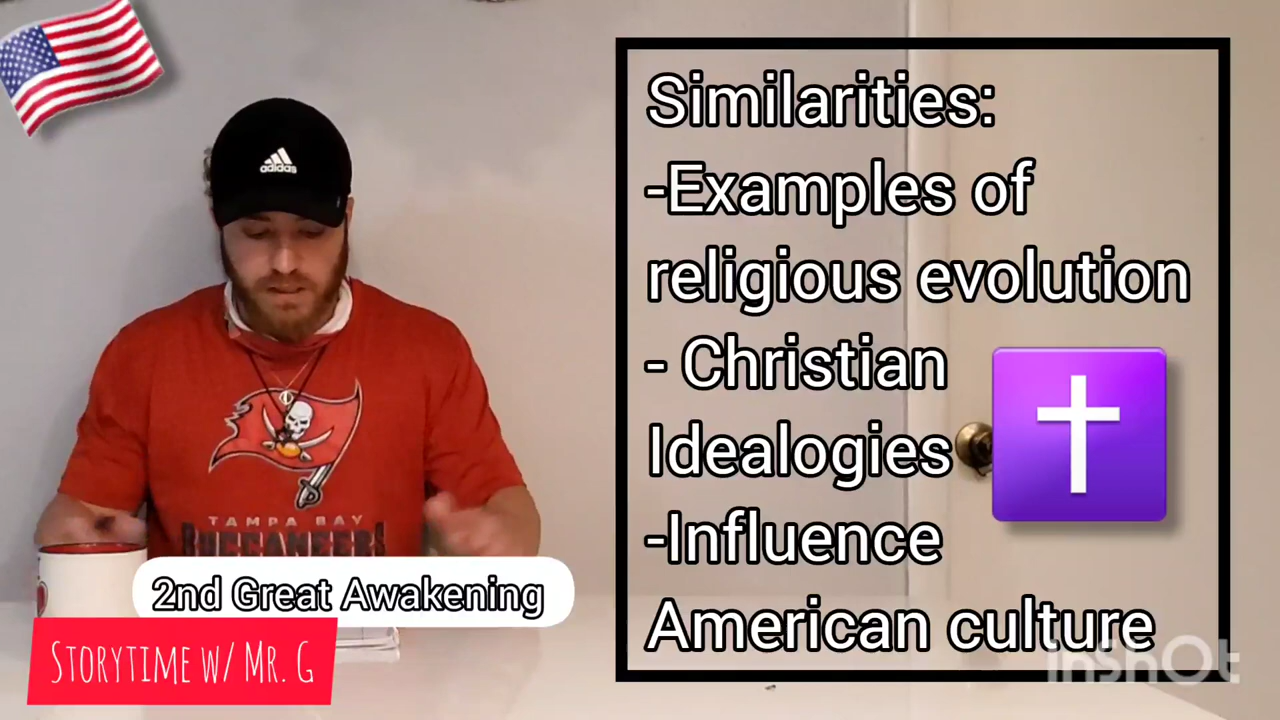 adidas
TAMPA BAY
BUCCANEERS
2nd Great Awakening
STORYTIME W/ MR. G
Similarities:
-Examples of
religious evolution
- Christian
Idealogies
-Influence
American culture
InShOt